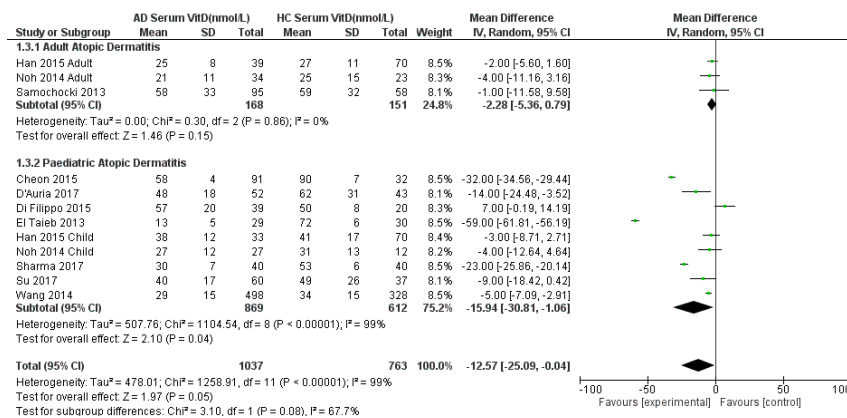 AD Serum VitD(nmol/L) HC Serum VitD(nmol/L) Mean Difference Mean Difference
Study or Subgroup Mean SD Total Mean SD Total Weight IV, Random, 95% CI IV, Random, 95% CI
1.3.1 Adult Atopic Dermatitis
Han 2015 Adult 25 8 39 27 11 70 8.5% -2.00 [-5.60, 1.60]
Noh 2014 Adult 21 11 34 25 15 23 8.3% -4.00 [-11.16, 3.16]
Samochocki 2013 58 33 95 59 32 58 8.1% -1.00 [-11.58, 9.58]
Subtotal (95% CI) 168 151 24.8% -2.28 [-5.36, 0.79]
Heterogeneity: Tau² = 0.00; Chi² = 0.30, df = 2 (P = 0.86); I² = 0%
Test for overall effect: Z = 1.46 (P = 0.15)
1.3.2 Paediatric Atopic Dermatitis
Cheon 2015 58 4 91 90 7 32 8.5% -32.00 [-34.56, -29.44]
D'Auria 2017 48 18 52 62 31 43 8.1% -14.00 [-24.48, -3.52]
Di Filippo 2015 57 20 39 50 8 20 8.3% 7.00 [-0.19, 14.19]
El Taieb 2013 13 5 29 72 6 30 8.5% -59.00 [-61.81, -56.19]
Han 2015 Child 38 12 33 41 17 70 8.4% -3.00 [-8.71, 2.71]
Noh 2014 Child 27 12 27 31 13 12 8.2% -4.00 [-12.64, 4.64]
Sharma 2017 30 7 40 53 6 40 8.5% -23.00 [-25.86, -20.14]
Su 2017 40 17 60 49 26 37 8.2% -9.00 [-18.42, 0.42]
Wang 2014 29 15 498 34 15 328 8.5% -5.00 [-7.09, -2.91]
Subtotal (95% CI) 869 612 75.2% -15.94 [-30.81, -1.06]
Heterogeneity: Tau² = 507.76; Chi² = 1104.54, df = 8 (P < 0.00001); I² = 99%
Test for overall effect: Z = 2.10 (P = 0.04)
Total (95% CI) 1037 763 100.0% -12.57 [-25.09, -0.04]
Heterogeneity: Tau² = 478.01; Chi² = 1258.91, df = 11 (P < 0.00001); I² = 99%
Test for overall effect: Z = 1.97 (P = 0.05)
Test for subgroup differences: Chi² = 3.10, df = 1 (P = 0.08), I² = 67.7%
-100 -50 0 50 100
Favours [experimental] Favours [control]